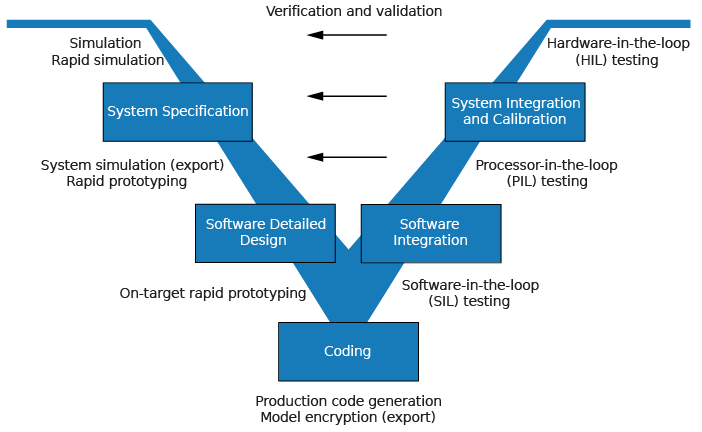 Verification and validation
Simulation
Rapid simulation
Hardware-in-the-loop
(HIL) testing
System Specification
System Integration
and Calibration
System simulation (export)
Rapid prototyping
Processor-in-the-loop
(PIL) testing
Software Detailed
Design
Software
Integration
On-target rapid prototyping
Software-in-the-loop
(SIL) testing
Coding
Production code generation
Model encryption (export)